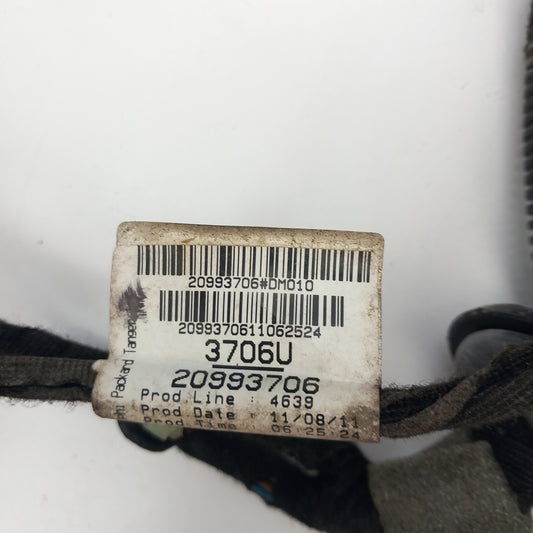 20993706#DM010
2099370611062524
3706U
20993706
Prod Line : 4639
Prod Date : 11/08/11
Prod Time : 06:25:24
Packard